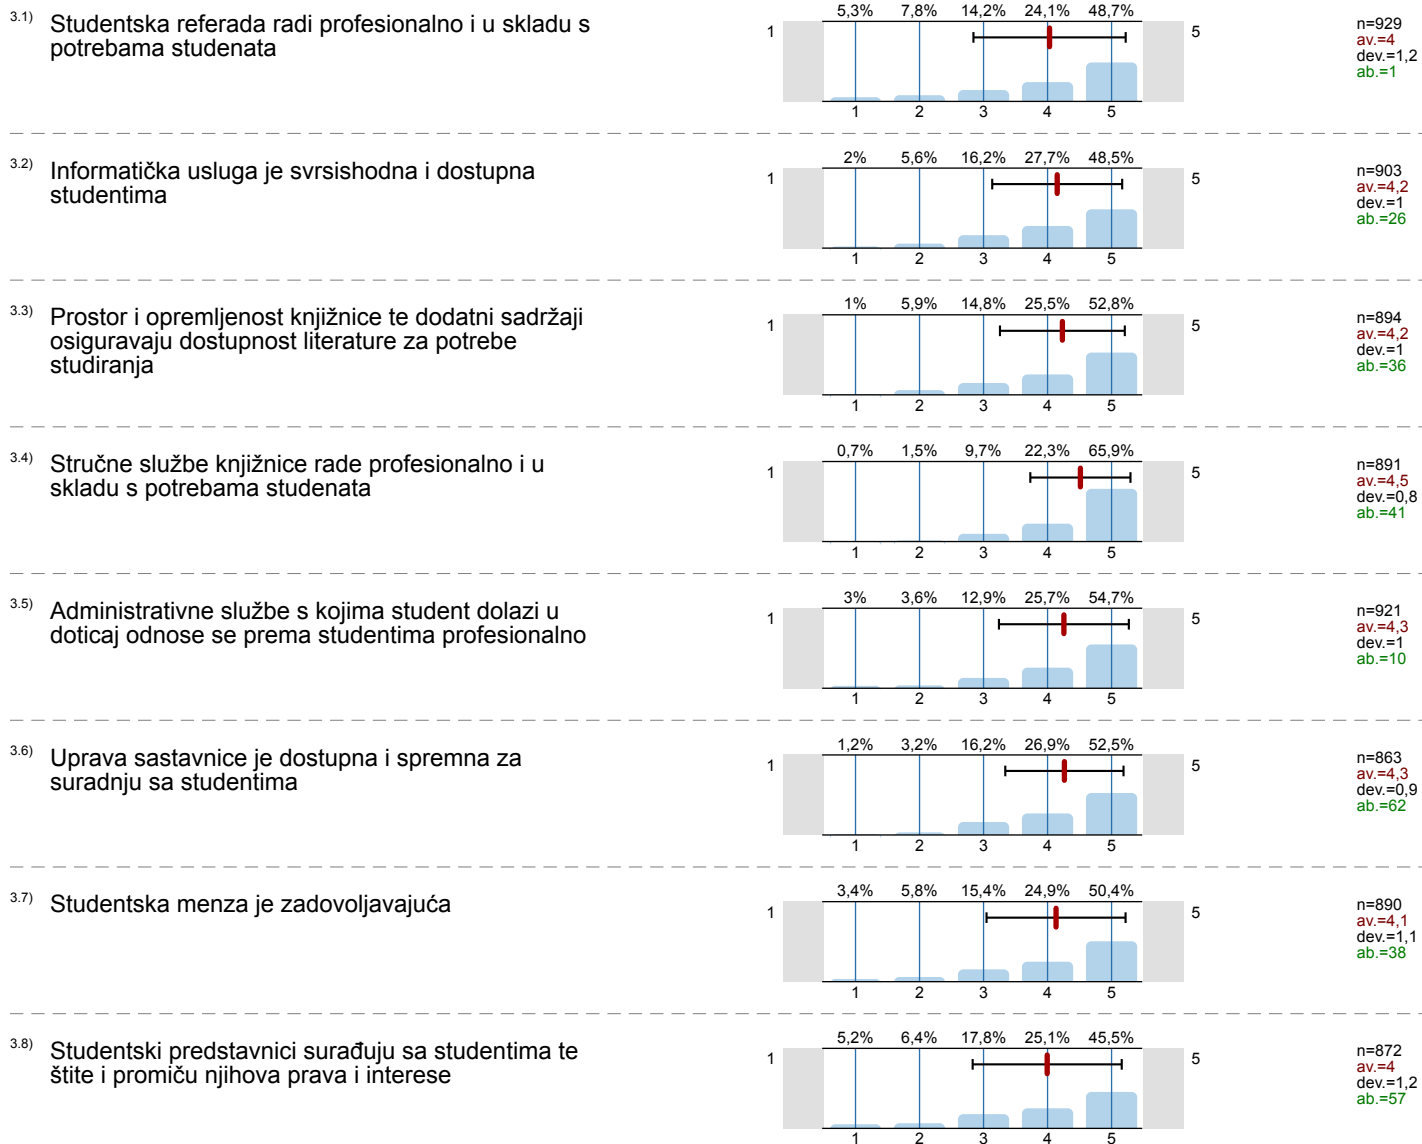 3.1) Studentska referada radi profesionalno i u skladu s
potrebama studenata
5,3% 7,8% 14,2% 24,1% 48,7%
1 5
1 2 3 4 5
n=929
av.=4
dev.=1,2
ab.=1
3.2) Informatička usluga je svrsishodna i dostupna
studentima
2% 5,6% 16,2% 27,7% 48,5%
1 5
1 2 3 4 5
n=903
av.=4,2
dev.=1
ab.=26
3.3) Prostor i opremljenost knjižnice te dodatni sadržaji
osiguravaju dostupnost literature za potrebe
studiranja
1% 5,9% 14,8% 25,5% 52,8%
1 5
1 2 3 4 5
n=894
av.=4,2
dev.=1
ab.=36
3.4) Stručne službe knjižnice rade profesionalno i u
skladu s potrebama studenata
0,7% 1,5% 9,7% 22,3% 65,9%
1 5
1 2 3 4 5
n=891
av.=4,5
dev.=0,8
ab.=41
3.5) Administrativne službe s kojima student dolazi u
doticaj odnose se prema studentima profesionalno
3% 3,6% 12,9% 25,7% 54,7%
1 5
1 2 3 4 5
n=921
av.=4,3
dev.=1
ab.=10
3.6) Uprava sastavnice je dostupna i spremna za
suradnju sa studentima
1,2% 3,2% 16,2% 26,9% 52,5%
1 5
1 2 3 4 5
n=863
av.=4,3
dev.=0,9
ab.=62
3.7) Studentska menza je zadovoljavajuća
3,4% 5,8% 15,4% 24,9% 50,4%
1 5
1 2 3 4 5
n=890
av.=4,1
dev.=1,1
ab.=38
3.8) Studentski predstavnici surađuju sa studentima te
štite i promiču njihova prava i interese
5,2% 6,4% 17,8% 25,1% 45,5%
1 5
1 2 3 4 5
n=872
av.=4
dev.=1,2
ab.=57